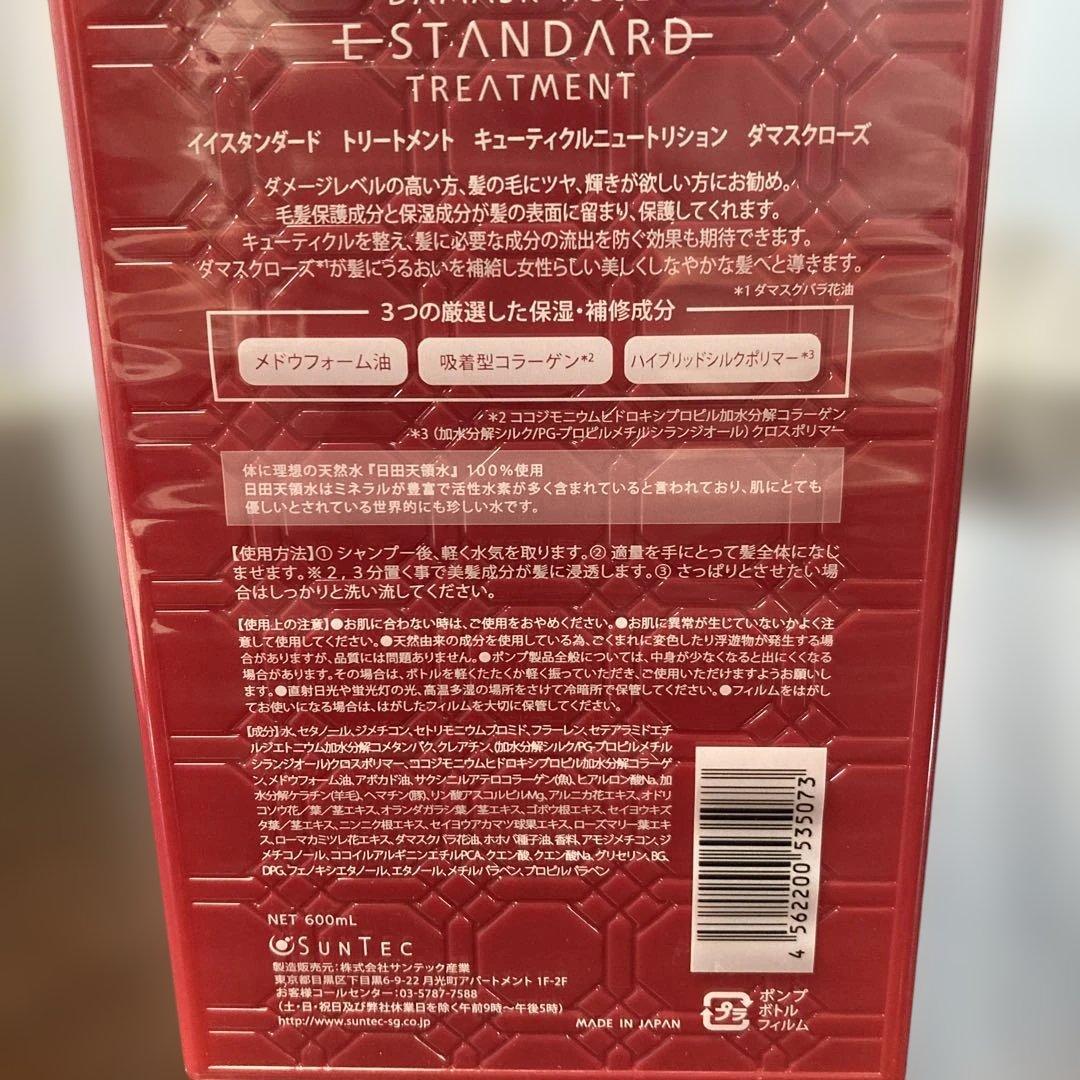 DAMASK ROSE
E STANDARD
TREATMENT
イイスタンダード トリートメント キューティクルニュートリション ダマスクローズ
ダメージレベルの高い方、髪の毛にツヤ、輝きが欲しい方にお勧め。
毛髪保護成分と保湿成分が髪の表面に留まり、保護してくれます。
キューティクルを整え、髪に必要な成分の流出を防ぐ効果も期待できます。
ダマスクローズ*1が髪にうるおいを補給し女性らしい美しくしなやかな髪へと導きます。
*1 ダマスクバラ花油
3つの厳選した保湿・補修成分
メドウフォーム油 吸着型コラーゲン*2 ハイブリッドシルクポリマー*3
*2 ココジモニウムヒドロキシプロピル加水分解コラーゲン
*3 (加水分解シルク/PG-プロピルメチルシランジオール)クロスポリマー
体に理想の天然水『日田天領水』100%使用
日田天領水はミネラルが豊富で活性水素が多く含まれていると言われており、肌にとても
優しいとされている世界的にも珍しい水です。
【使用方法】① シャンプー後、軽く水気を取ります。② 適量を手にとって髪全体になじ
ませます。※ 2, 3分置く事で美髪成分が髪に浸透します。③ さっぱりとさせたい場
合はしっかりと洗い流してください。
【使用上の注意】●お肌に合わない時は、ご使用をおやめください。●お肌に異常が生じていないかよく注
意して使用してください。●天然由来の成分を使用している為、ごくまれに変色したり浮遊物が発生する場
合がありますが、品質には問題ありません。●ポンプ製品全般については、中身が少なくなると出にくくなる
場合があります。その場合は、ボトルを軽くたたくか軽く振っていただき、ご使用いただけますようお願いし
ます。●直射日光や蛍光灯の光、高温多湿の場所をさけて冷暗所で保管してください。●フィルムをはがし
てお使いになる場合は、はがしたフィルムを大切に保管してください。
【成分】水、セタノール、ジメチコン、セトリモニウムブロミド、フラーレン、セテアラミドエチ
ルジエトニウム加水分解コメタンパク、クレアチン、(加水分解シルク/PG-プロピルメチル
シランジオール)クロスポリマー、ココジモニウムヒドロキシプロピル加水分解コラーゲ
ン、メドウフォーム油、アボカド油、サクシニルアテロコラーゲン(魚)、ヒアルロン酸Na、加
水分解ケラチン(羊毛)、ヘマチン(豚)、リン酸アスコルビルMg、アルニカ花エキス、オドリ
コソウ花/葉/茎エキス、オランダガラシ葉/茎エキス、ゴボウ根エキス、セイヨウキズ
タ葉/茎エキス、ニンニク根エキス、セイヨウアカマツ球果エキス、ローズマリー葉エキ
ス、ローマカミツレ花エキス、ダマスクバラ花油、ホホバ種子油、香料、アモジメチコン、ジ
メチコノール、ココイルアルギニンエチルPCA、クエン酸、クエン酸Na、グリセリン、BG、
DPG、フェノキシエタノール、エタノール、メチルパラベン、プロピルパラベン
4 562200 535073
NET 600mL
SUNTEC
製造販売元:株式会社サンテック産業
東京都目黒区下目黒6-9-22 月光町アパートメント 1F-2F
お客様コールセンター:03-5787-7588
(土・日・祝日及び弊社休業日を除く午前9時〜午後5時)
http://www.suntec-sg.co.jp
MADE IN JAPAN
プラ
ポンプ
ボトル
フィルム